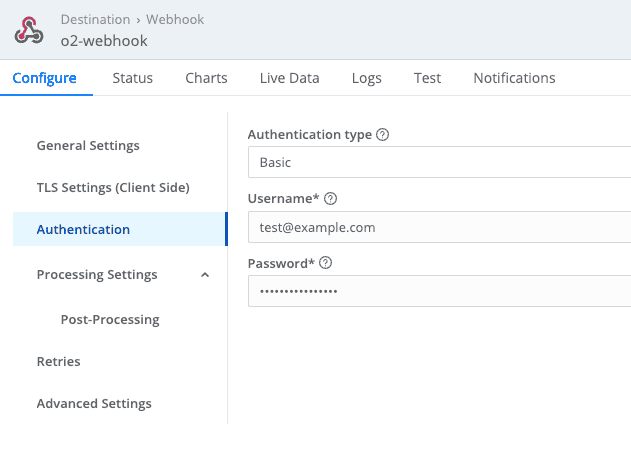 Destination › Webhook
o2-webhook
Configure Status Charts Live Data Logs Test Notifications
General Settings
TLS Settings (Client Side)
Authentication
Processing Settings
Post-Processing
Retries
Advanced Settings
Authentication type
Basic
Username*
test@example.com
Password*
••••••••••••••••